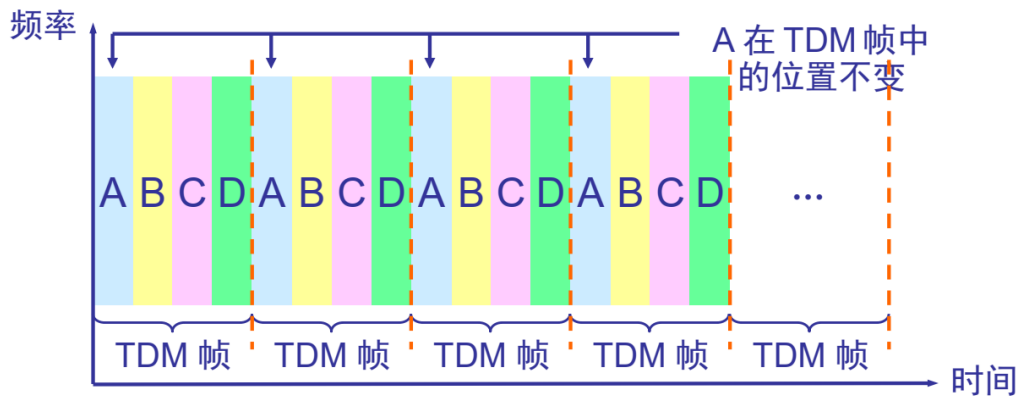 频率
A 在 TDM 帧中
的位置不变
A B C D A B C D A B C D A B C D ...
TDM 帧 TDM 帧 TDM 帧 TDM 帧 TDM 帧
时间